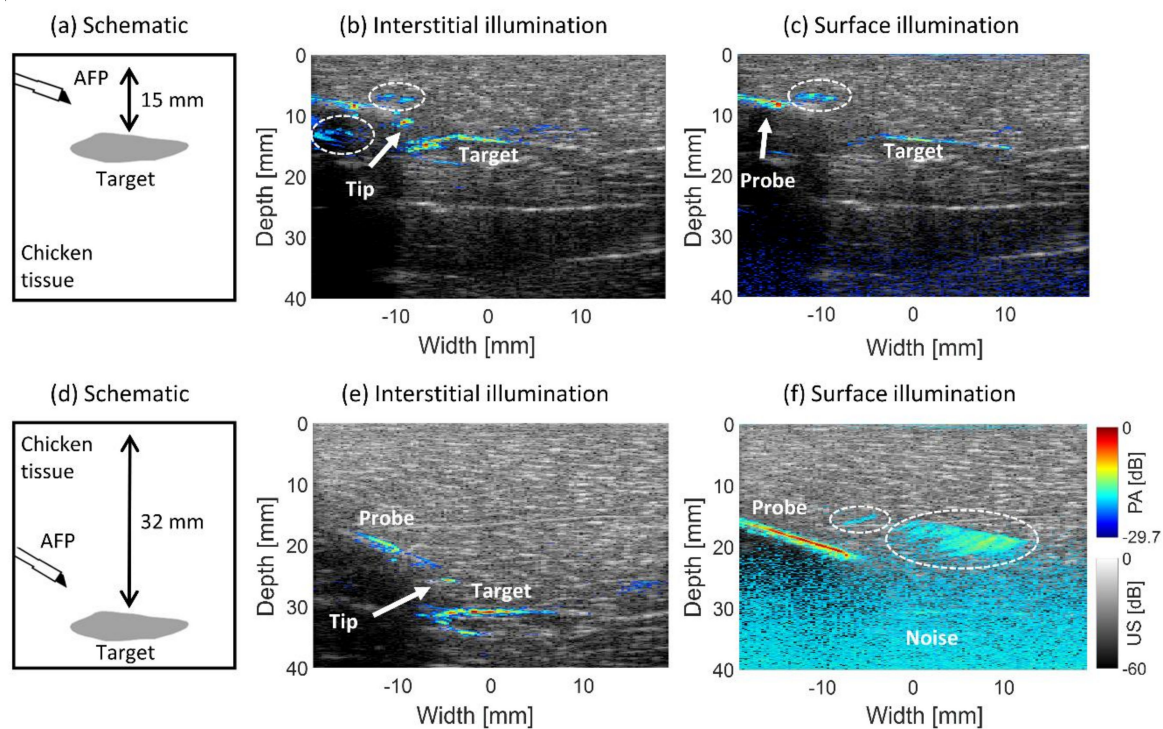 (a) Schematic
(b) Interstitial illumination
(c) Surface illumination
AFP
15 mm
Target
Chicken
tissue
0
10
20
30
40
Depth [mm]
Tip
Target
-10
0
10
Width [mm]
0
10
20
30
40
Depth [mm]
Probe
Target
-10
0
10
Width [mm]
(d) Schematic
(e) Interstitial illumination
(f) Surface illumination
Chicken
tissue
32 mm
AFP
Target
0
10
20
30
40
Depth [mm]
Probe
Tip
Target
-10
0
10
Width [mm]
0
10
20
30
40
Depth [mm]
Probe
Noise
-10
0
10
Width [mm]
0
PA [dB]
-29.7
0
US [dB]
-60